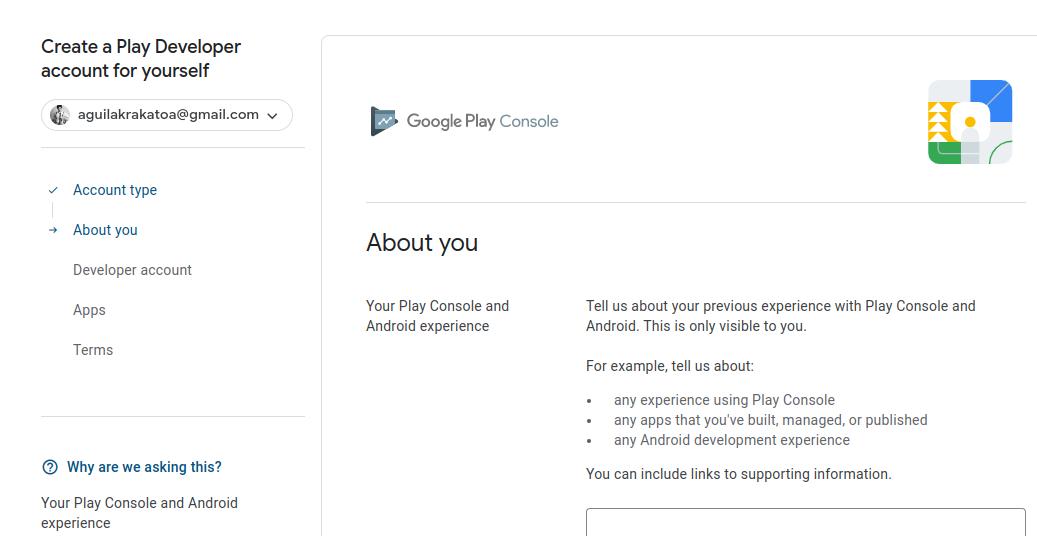 Create a Play Developer
account for yourself
aguilakrakatoa@gmail.com
Account type
About you
Developer account
Apps
Terms
Why are we asking this?
Your Play Console and Android
experience
Google Play Console
About you
Your Play Console and
Android experience
Tell us about your previous experience with Play Console and
Android. This is only visible to you.
For example, tell us about:
• any experience using Play Console
• any apps that you've built, managed, or published
• any Android development experience
You can include links to supporting information.